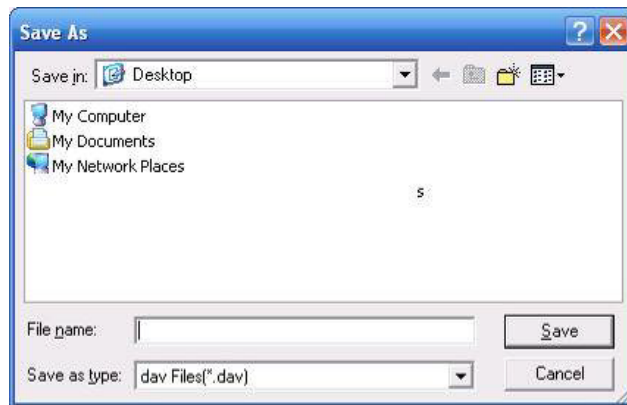 Save As
?
Save in: Desktop
My Computer
My Documents
My Network Places
s
File name:
Save
Save as type: dav Files(*.dav)
Cancel